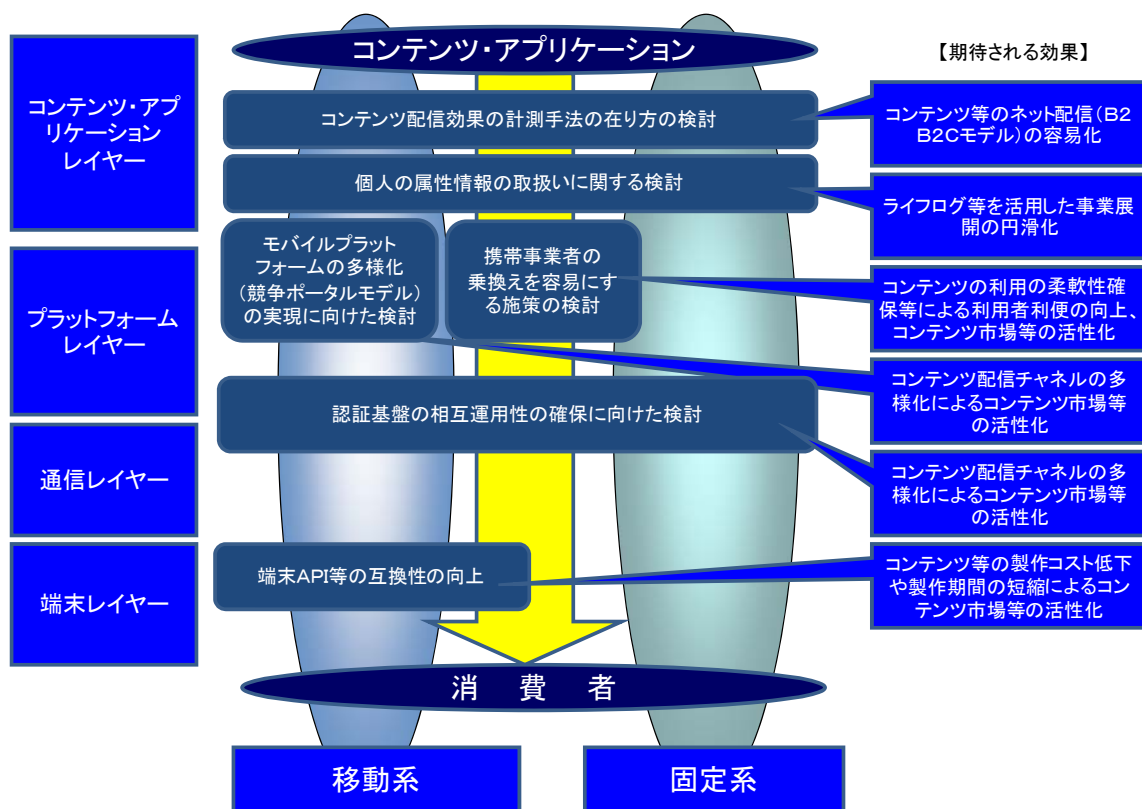 コンテンツ・アプリケーション
【期待される効果】
コンテンツ・アプ
リケーション
レイヤー
コンテンツ配信効果の計測手法の在り方の検討
コンテンツ等のネット配信(B2
B2Cモデル)の容易化
個人の属性情報の取扱いに関する検討
ライフログ等を活用した事業展
開の円滑化
プラットフォーム
レイヤー
モバイルプラット
フォームの多様化
(競争ポータルモデル)
の実現に向けた検討
携帯事業者の
乗換えを容易にす
る施策の検討
コンテンツの利用の柔軟性確
保等による利用者利便の向上、
コンテンツ市場等の活性化
コンテンツ配信チャネルの多
様化によるコンテンツ市場等
の活性化
認証基盤の相互運用性の確保に向けた検討
通信レイヤー
コンテンツ配信チャネルの多
様化によるコンテンツ市場等
の活性化
端末レイヤー
端末API等の互換性の向上
コンテンツ等の製作コスト低下
や製作期間の短縮によるコン
テンツ市場等の活性化
消 費 者
移動系
固定系